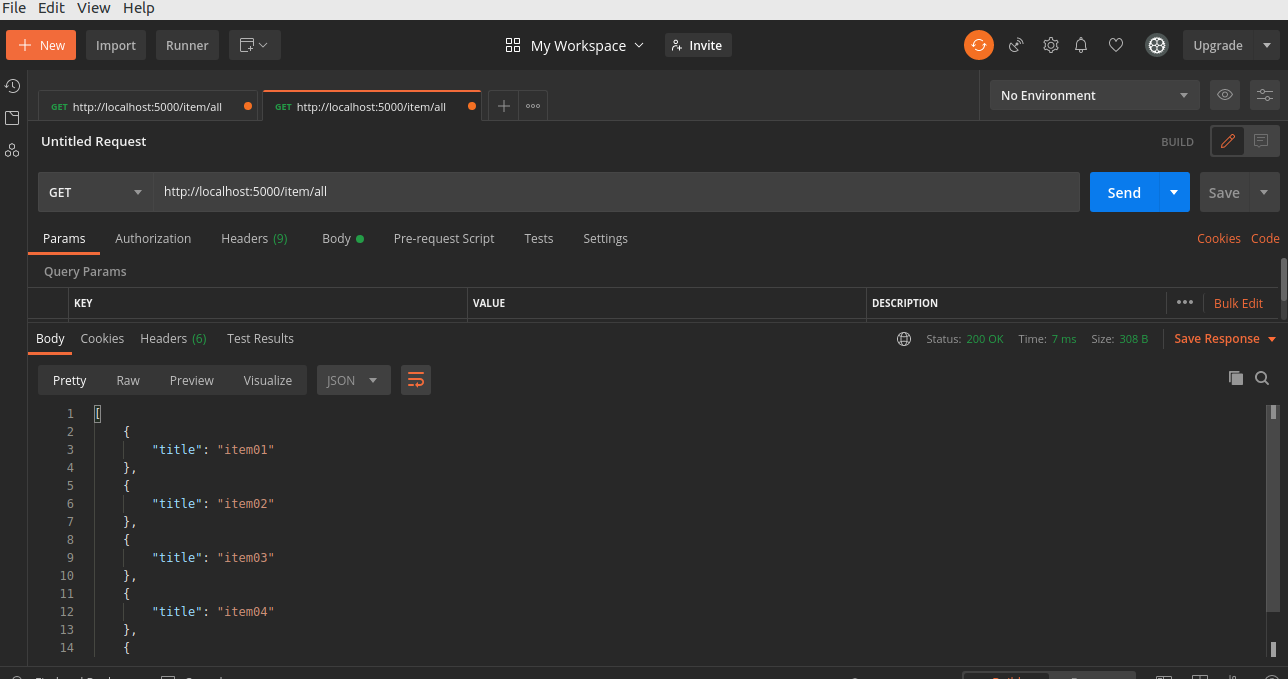 File Edit View Help
New Import Runner My Workspace Invite Upgrade
GET http://localhost:5000/item/all GET http://localhost:5000/item/all No Environment
Untitled Request BUILD
GET http://localhost:5000/item/all Send Save
Params Authorization Headers (9) Body Pre-request Script Tests Settings Cookies Code
Query Params
KEY VALUE DESCRIPTION Bulk Edit
Body Cookies Headers (6) Test Results Status: 200 OK Time: 7 ms Size: 308 B Save Response
Pretty Raw Preview Visualize JSON
1 [
2 {
3 "title": "item01"
4 },
5 {
6 "title": "item02"
7 },
8 {
9 "title": "item03"
10 },
11 {
12 "title": "item04"
13 },
14 {